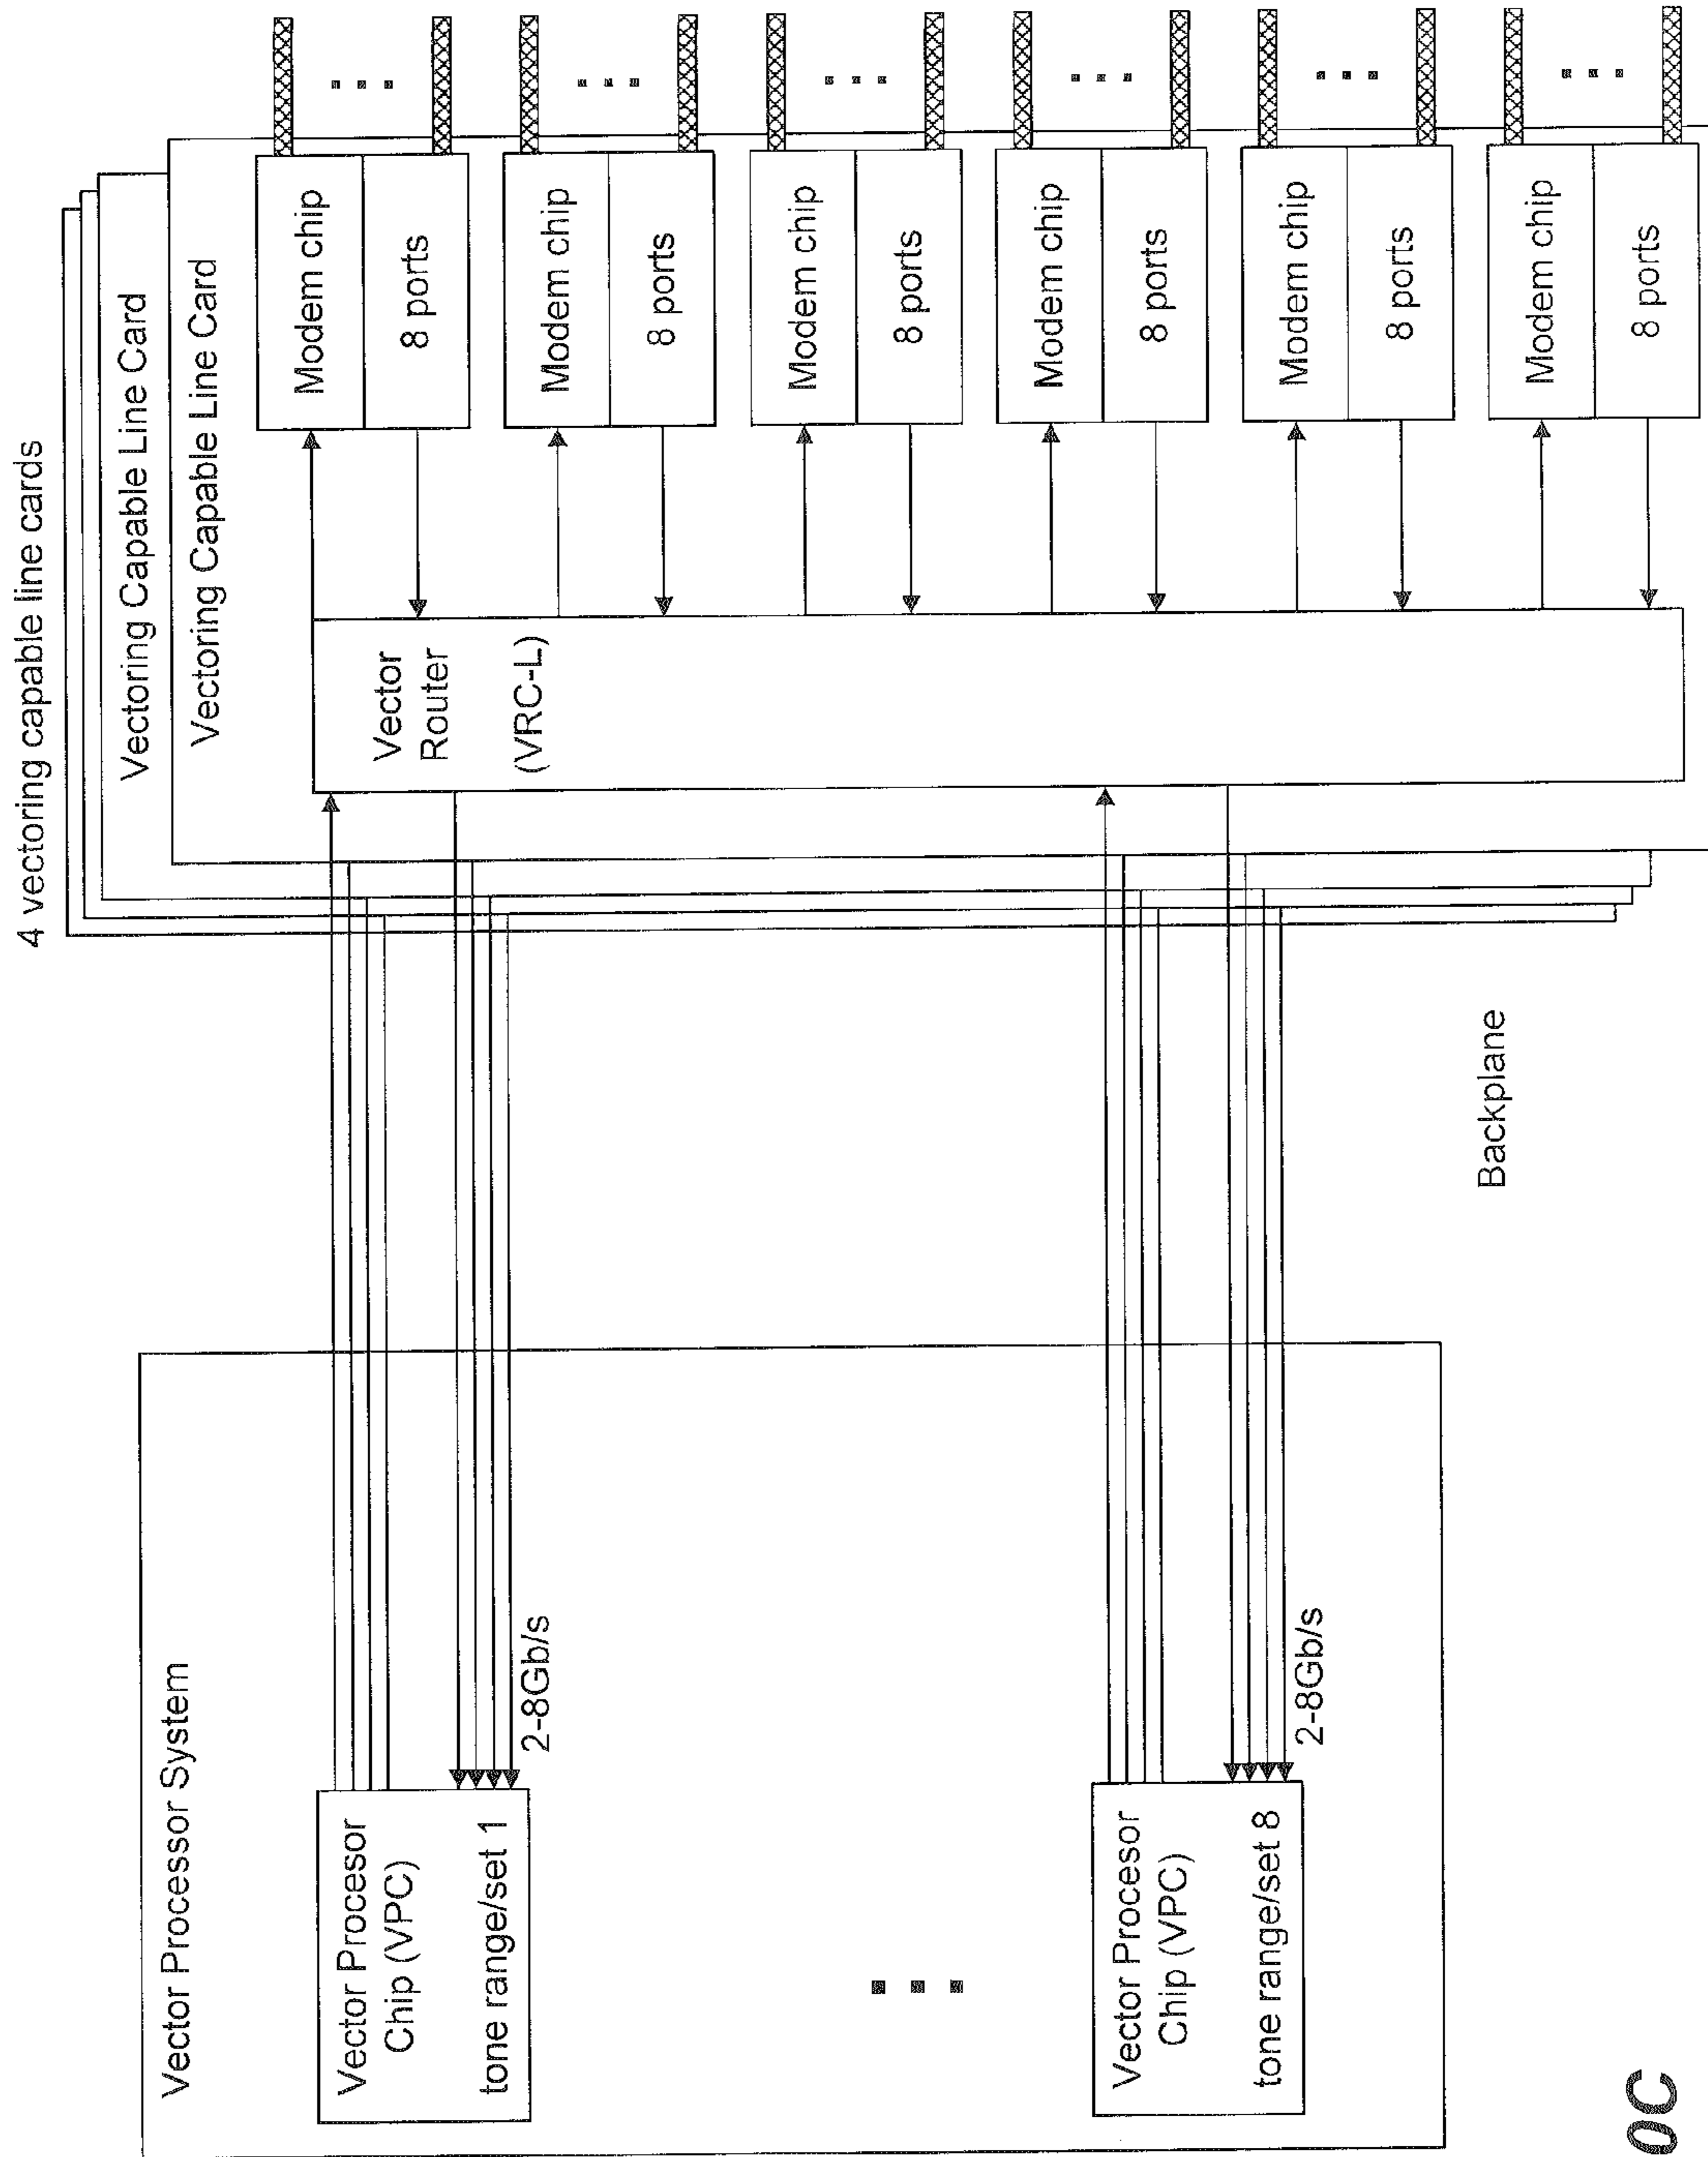 4 vectoring capable line cards
Vectoring Capable Line Card
Vectoring Capable Line Card
Vector Processor System
Vector Procesor
Chip (VPC)
tone range/set 1
2-8Gb/s
Vector
Router
(VRC-L)
Modem chip
8 ports
Modem chip
8 ports
Modem chip
8 ports
Modem chip
8 ports
Modem chip
8 ports
Modem chip
8 ports
Vector Procesor
Chip (VPC)
tone range/set 8
2-8Gb/s
Backplane
0C